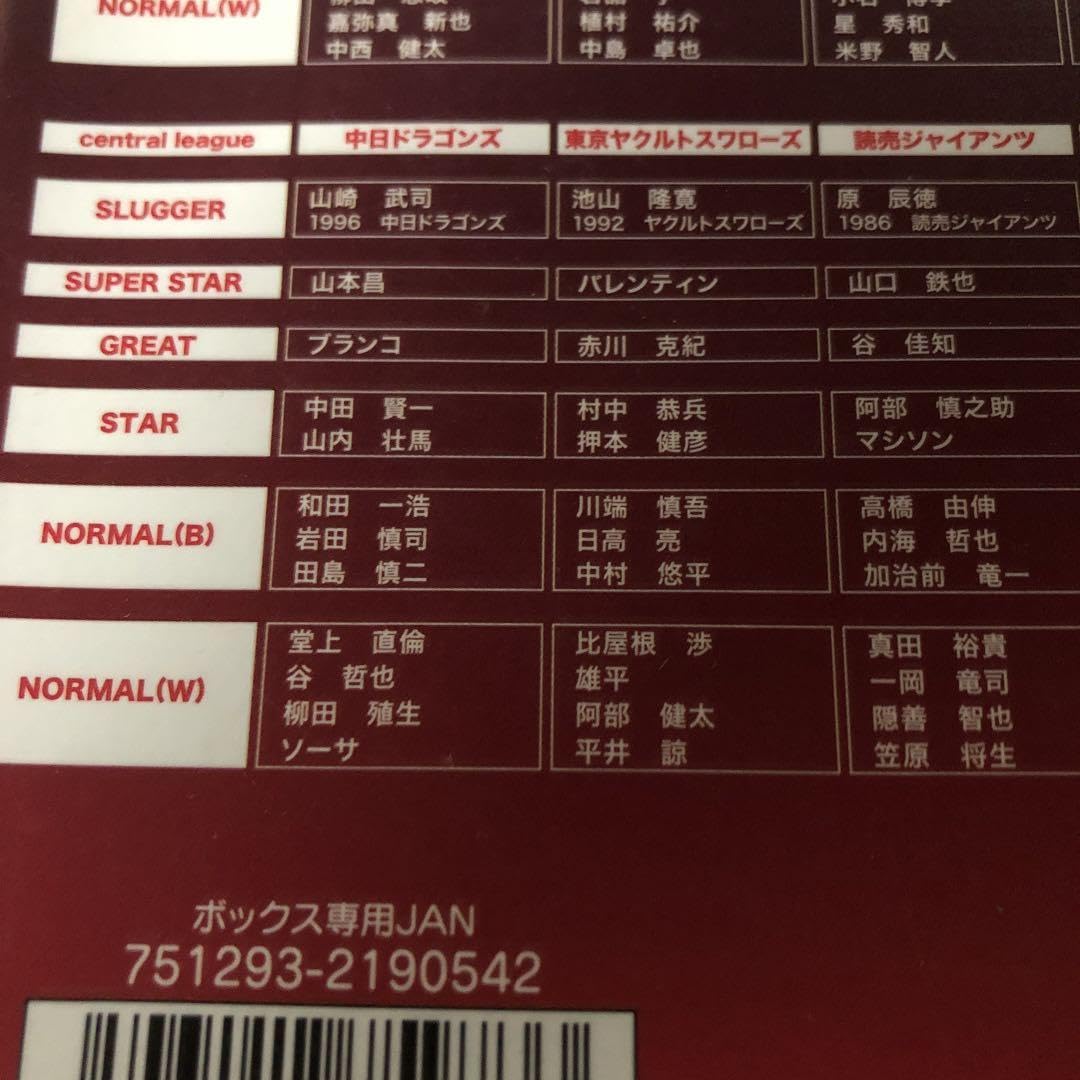 NORMAL(W)
嘉弥真 新也 植村 祐介 星 秀和
中西 健太 中島 卓也 米野 智人
central league 中日ドラゴンズ 東京ヤクルトスワローズ 読売ジャイアンツ
SLUGGER 山崎 武司 池山 隆寛 原 辰徳
1996 中日ドラゴンズ 1992 ヤクルトスワローズ 1986 読売ジャイアンツ
SUPER STAR 山本昌 バレンティン 山口 鉄也
GREAT ブランコ 赤川 克紀 谷 佳知
STAR 中田 賢一 村中 恭兵 阿部 慎之助
山内 壮馬 押本 健彦 マシソン
NORMAL(B) 和田 一浩 川端 慎吾 高橋 由伸
岩田 慎司 日高 亮 内海 哲也
田島 慎二 中村 悠平 加治前 竜一
NORMAL(W) 堂上 直倫 比屋根 渉 真田 裕貴
谷 哲也 雄平 一岡 竜司
柳田 殖生 阿部 健太 隠善 智也
ソーサ 平井 諒 笠原 将生
ボックス専用JAN
751293-2190542